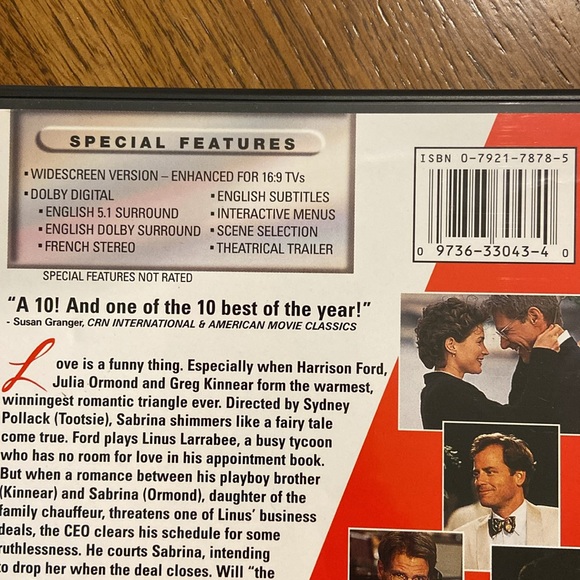 SPECIAL FEATURES
▪ WIDESCREEN VERSION – ENHANCED FOR 16:9 TVs
▪ DOLBY DIGITAL
▪ ENGLISH 5.1 SURROUND
▪ ENGLISH DOLBY SURROUND
▪ FRENCH STEREO
▪ ENGLISH SUBTITLES
▪ INTERACTIVE MENUS
▪ SCENE SELECTION
▪ THEATRICAL TRAILER
SPECIAL FEATURES NOT RATED
ISBN 0-7921-7878-5
0 9736-33043-4 0
“A 10! And one of the 10 best of the year!”
- Susan Granger, CRN INTERNATIONAL & AMERICAN MOVIE CLASSICS
Love is a funny thing. Especially when Harrison Ford,
Julia Ormond and Greg Kinnear form the warmest,
winningest romantic triangle ever. Directed by Sydney
Pollack (Tootsie), Sabrina shimmers like a fairy tale
come true. Ford plays Linus Larrabee, a busy tycoon
who has no room for love in his appointment book.
But when a romance between his playboy brother
(Kinnear) and Sabrina (Ormond), daughter of the
family chauffeur, threatens one of Linus’ business
deals, the CEO clears his schedule for some
ruthlessness. He courts Sabrina, intending
to drop her when the deal closes. Will “the